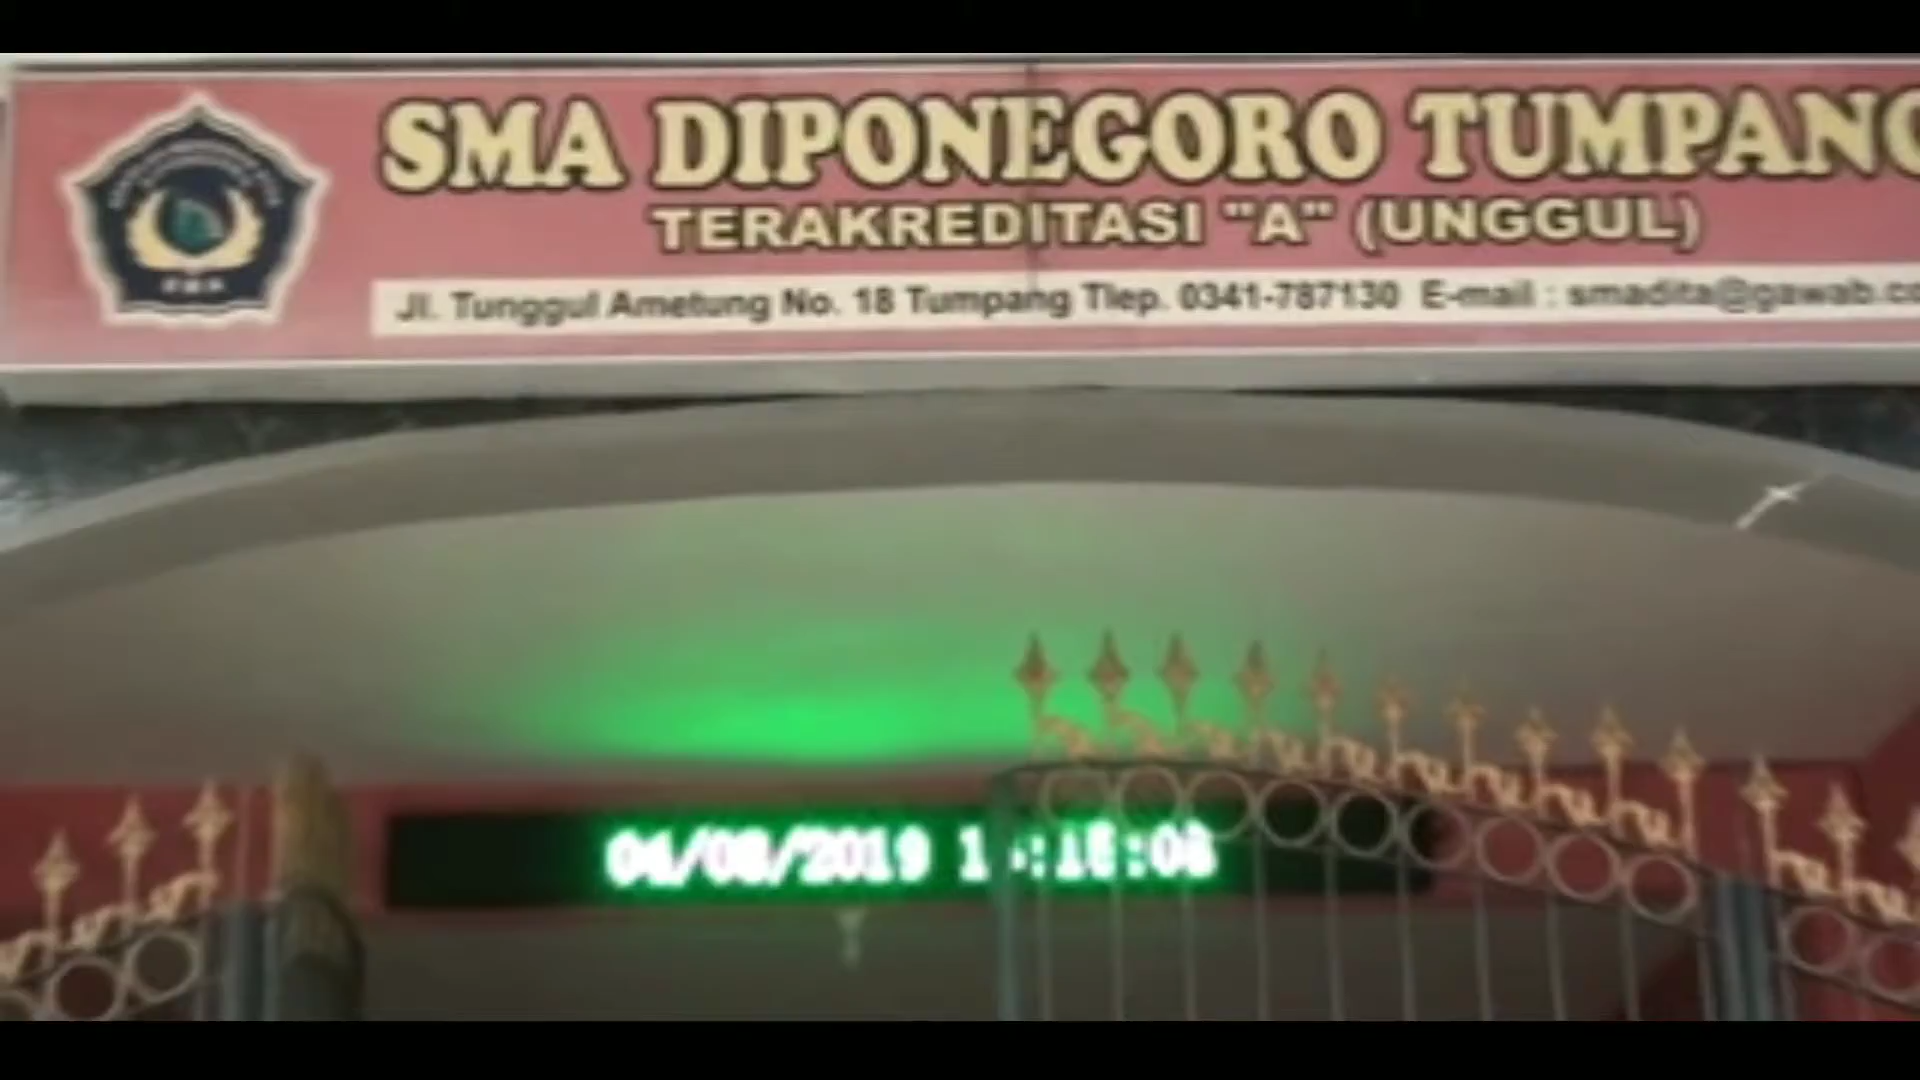 SMA DIPONEGORO TUMPANG
TERAKREDITASI "A" (UNGGUL)
Jl. Tunggul Ametung No. 18 Tumpang Tlep. 0341-787130 E-mail : smadita@gawab.co
SMA
04/08/2019